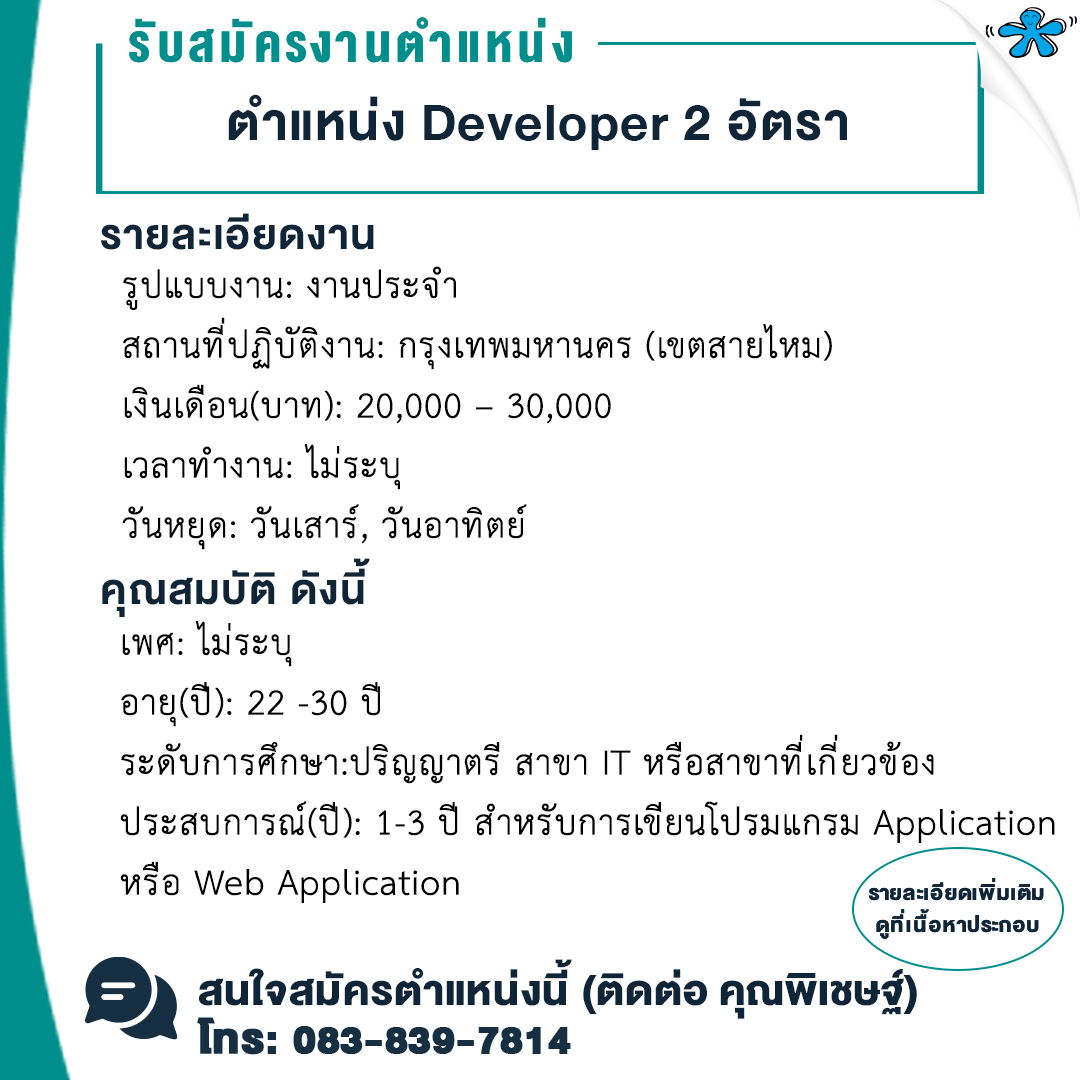 รับสมัครงานตำแหน่ง
ตำแหน่ง Developer 2 อัตรา
รายละเอียดงาน
รูปแบบงาน: งานประจำ
สถานที่ปฏิบัติงาน: กรุงเทพมหานคร (เขตสายไหม)
เงินเดือน(บาท): 20,000 – 30,000
เวลาทำงาน: ไม่ระบุ
วันหยุด: วันเสาร์, วันอาทิตย์
คุณสมบัติ ดังนี้
เพศ: ไม่ระบุ
อายุ(ปี): 22 -30 ปี
ระดับการศึกษา:ปริญญาตรี สาขา IT หรือสาขาที่เกี่ยวข้อง
ประสบการณ์(ปี): 1-3 ปี สำหรับการเขียนโปรมแกรม Application
หรือ Web Application
รายละเอียดเพิ่มเติม
ดูที่เนื้อหาประกอบ
สนใจสมัครตำแหน่งนี้ (ติดต่อ คุณพิเชษฐ์)
โทร: 083-839-7814